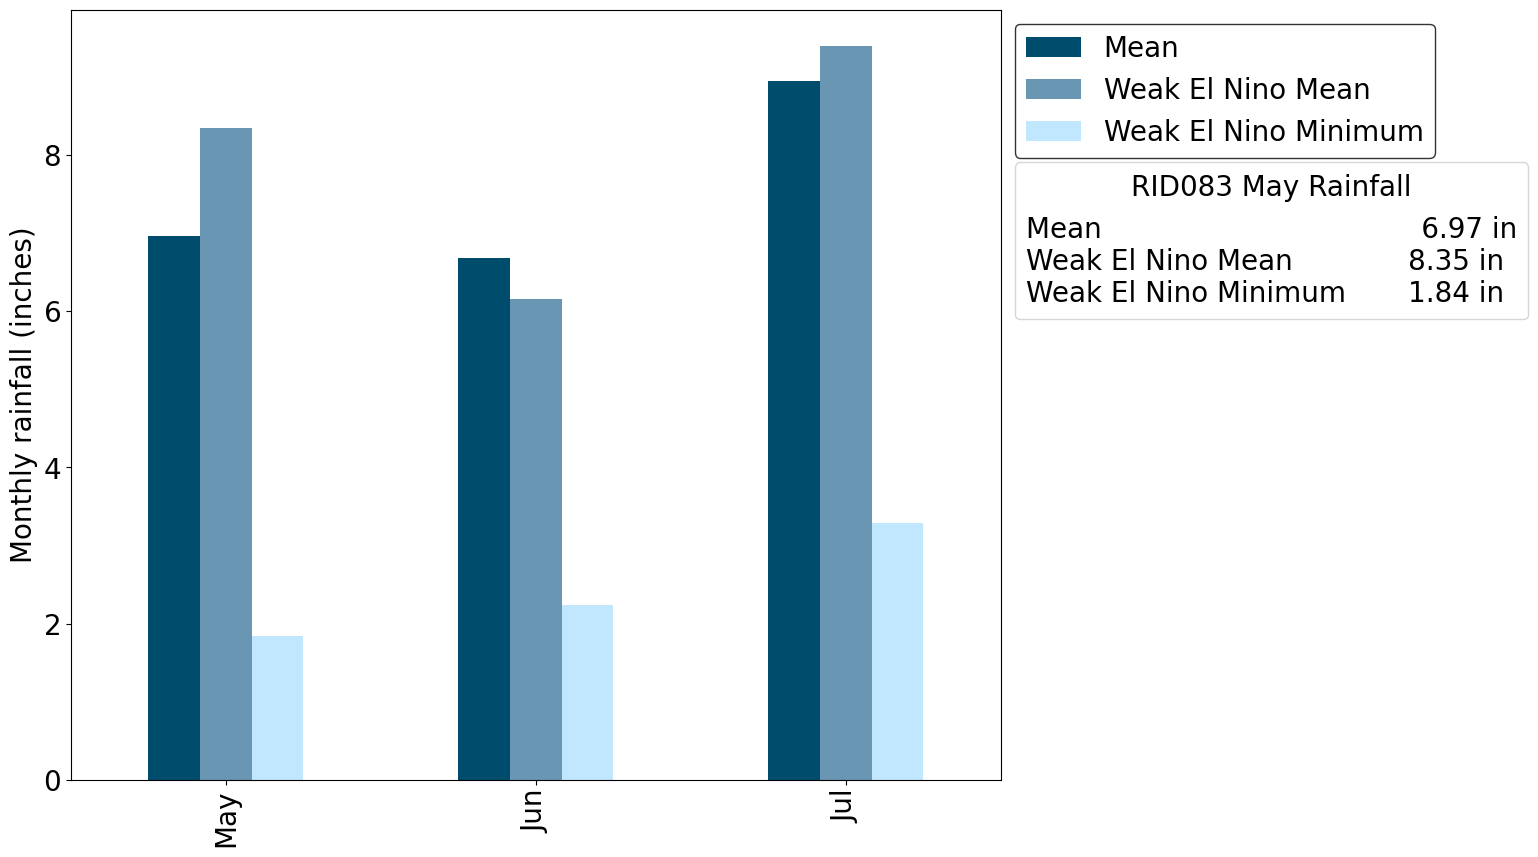 Monthly rainfall (inches)
8
6
4
2
0
May
Jun
Jul
Mean
Weak El Nino Mean
Weak El Nino Minimum
RID083 May Rainfall
Mean 6.97 in
Weak El Nino Mean 8.35 in
Weak El Nino Minimum 1.84 in